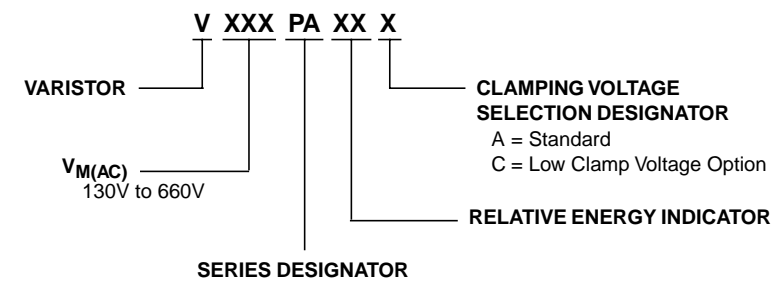 V XXX PA XX X
VARISTOR
CLAMPING VOLTAGE
SELECTION DESIGNATOR
A = Standard
C = Low Clamp Voltage Option
VM(AC)
130V to 660V
RELATIVE ENERGY INDICATOR
SERIES DESIGNATOR